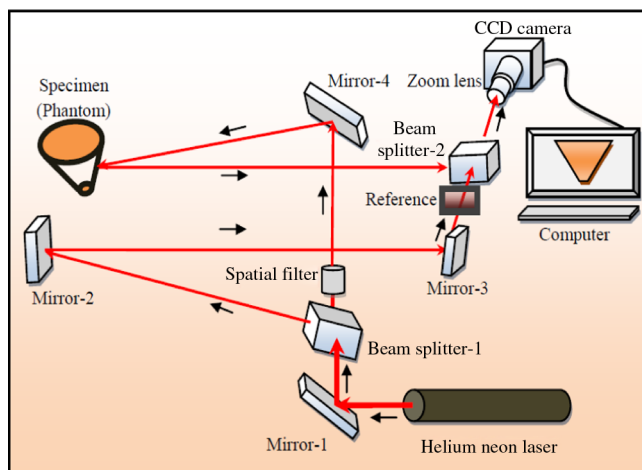 CCD camera
Specimen
(Phantom)
Mirror-4
Zoom lens
Beam
splitter-2
Reference
Computer
Spatial filter
Mirror-2
Mirror-3
Beam splitter-1
Mirror-1
Helium neon laser